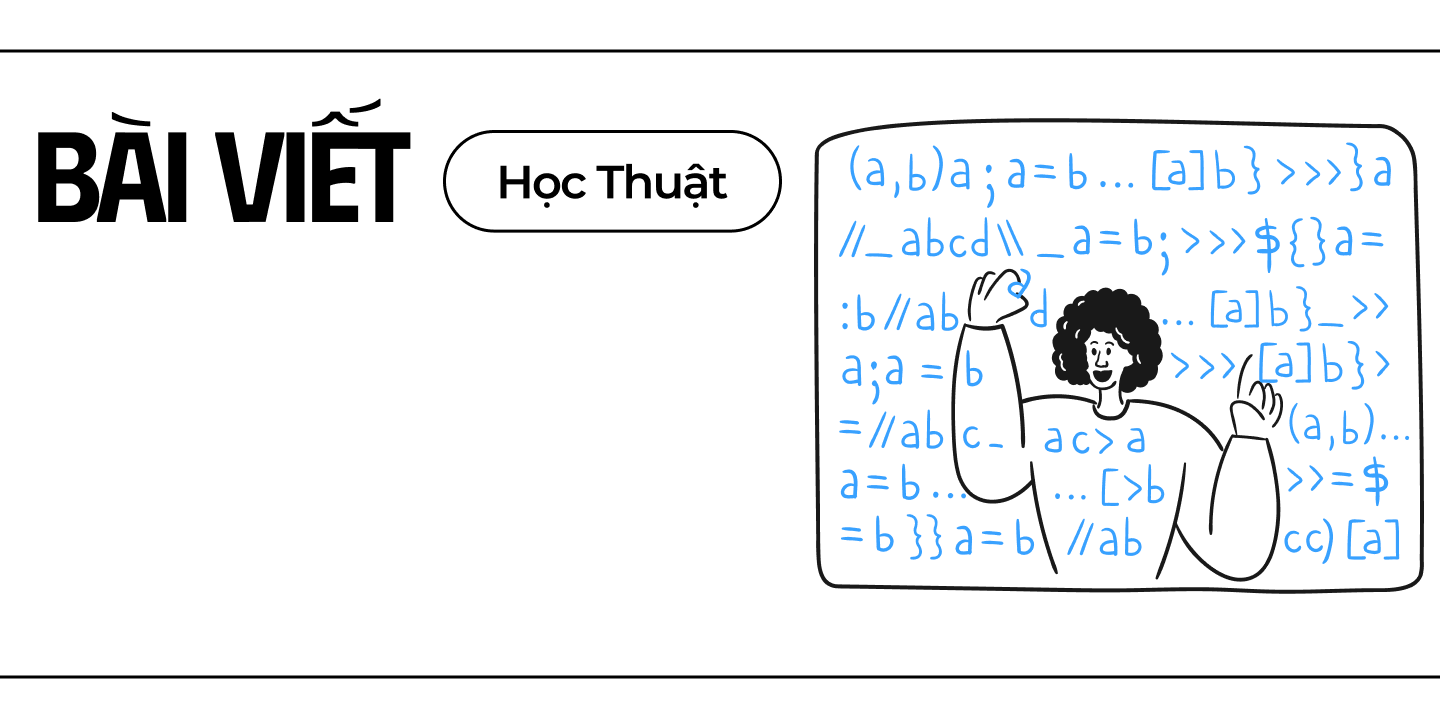 BÀI VIẾT
Học Thuật
(a,b)a;a=b...[a]b}>>>}a
//_abcd\\_a=b;>>>${}a=
:b//ab d ...[a]b}_>>
a;a=b >>>[a]b}>
=//ab c_ ac>a (a,b)...
a=b... ...[>b >>=$
=b}}a=b //ab cc)[a]